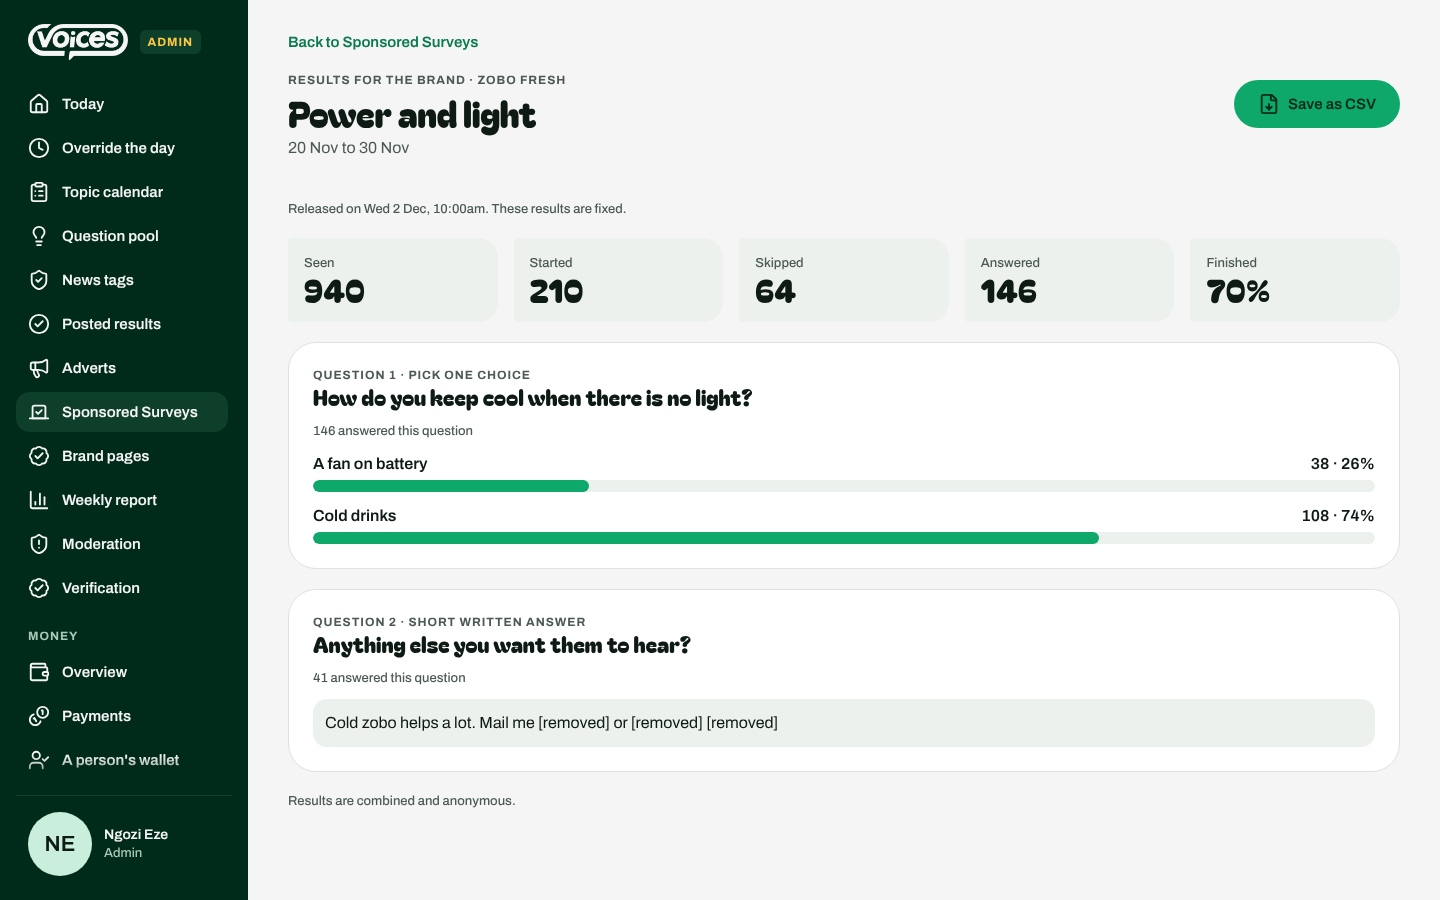 Voices
ADMIN
Today
Override the day
Topic calendar
Question pool
News tags
Posted results
Adverts
Sponsored Surveys
Brand pages
Weekly report
Moderation
Verification
MONEY
Overview
Payments
A person's wallet
NE
Ngozi Eze
Admin
Back to Sponsored Surveys
RESULTS FOR THE BRAND · ZOBO FRESH
Power and light
20 Nov to 30 Nov
Save as CSV
Released on Wed 2 Dec, 10:00am. These results are fixed.
Seen
940
Started
210
Skipped
64
Answered
146
Finished
70%
QUESTION 1 · PICK ONE CHOICE
How do you keep cool when there is no light?
146 answered this question
A fan on battery 38 · 26%
Cold drinks 108 · 74%
QUESTION 2 · SHORT WRITTEN ANSWER
Anything else you want them to hear?
41 answered this question
Cold zobo helps a lot. Mail me [removed] or [removed] [removed]
Results are combined and anonymous.